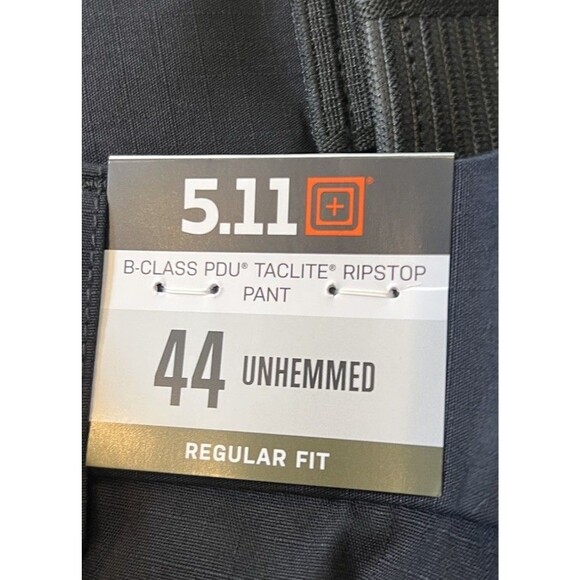 5.11®
B-CLASS PDU® TACLITE® RIPSTOP
PANT
44 UNHEMMED
REGULAR FIT